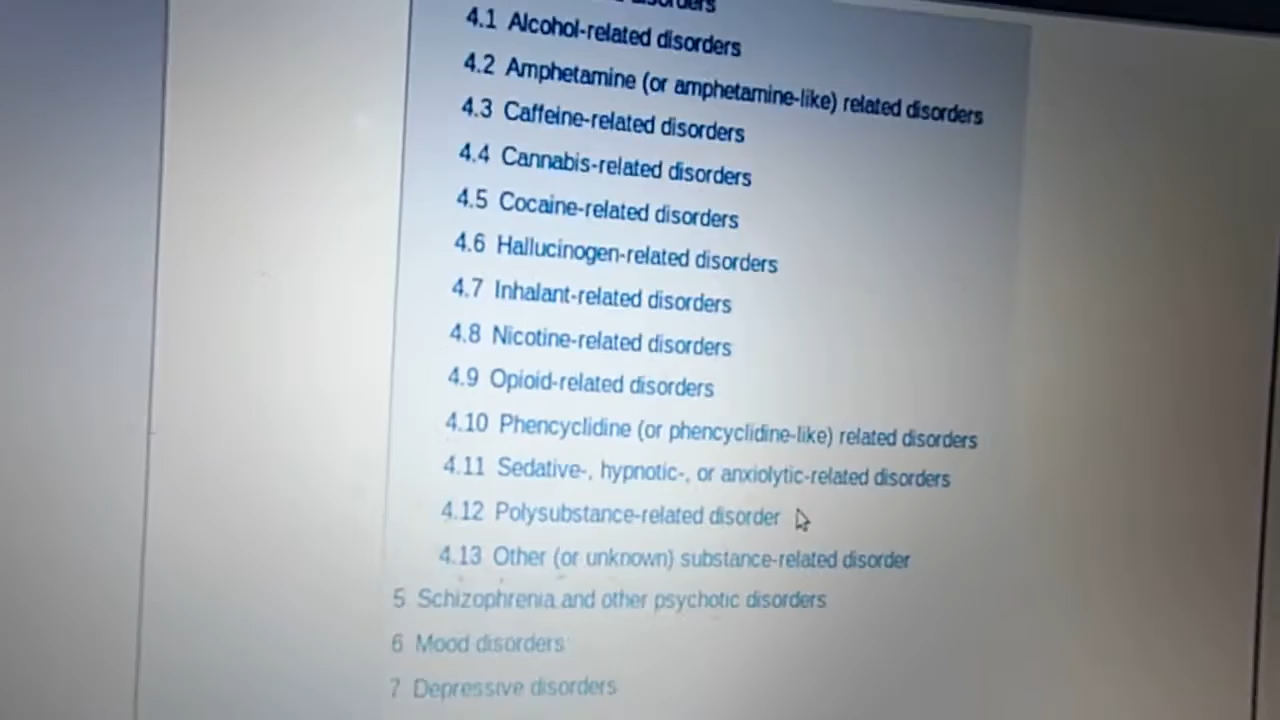 disorders
4.1 Alcohol-related disorders
4.2 Amphetamine (or amphetamine-like) related disorders
4.3 Caffeine-related disorders
4.4 Cannabis-related disorders
4.5 Cocaine-related disorders
4.6 Hallucinogen-related disorders
4.7 Inhalant-related disorders
4.8 Nicotine-related disorders
4.9 Opioid-related disorders
4.10 Phencyclidine (or phencyclidine-like) related disorders
4.11 Sedative-, hypnotic-, or anxiolytic-related disorders
4.12 Polysubstance-related disorder
4.13 Other (or unknown) substance-related disorder
5 Schizophrenia and other psychotic disorders
6 Mood disorders
7 Depressive disorders